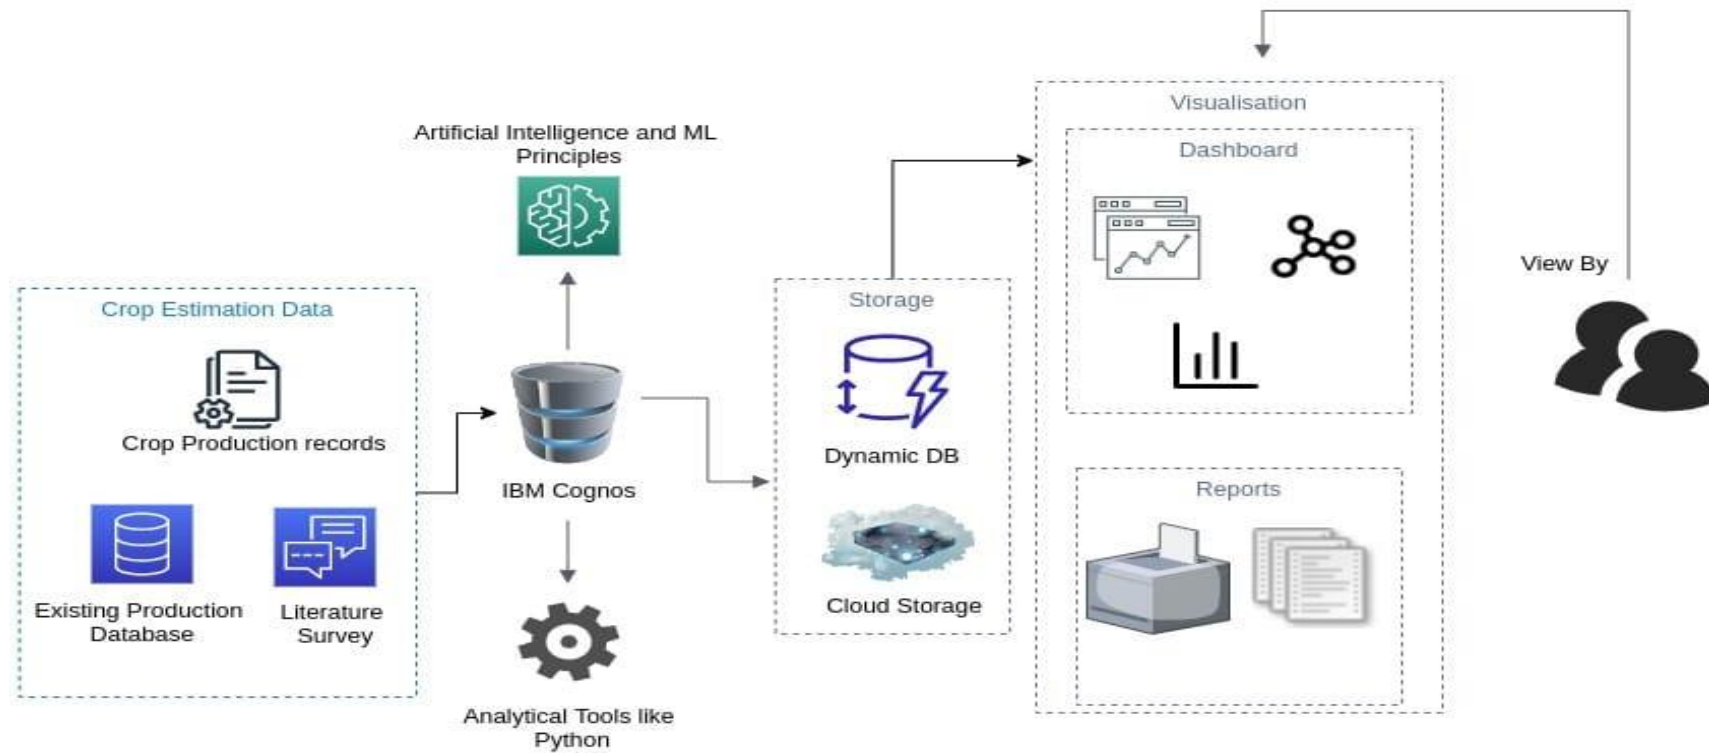 Visualisation
Dashboard
Artificial Intelligence and ML
Principles
View By
Crop Estimation Data
Storage
Crop Production records
Dynamic DB
IBM Cognos
Reports
Existing Production
Database
Literature
Survey
Cloud Storage
Analytical Tools like
Python